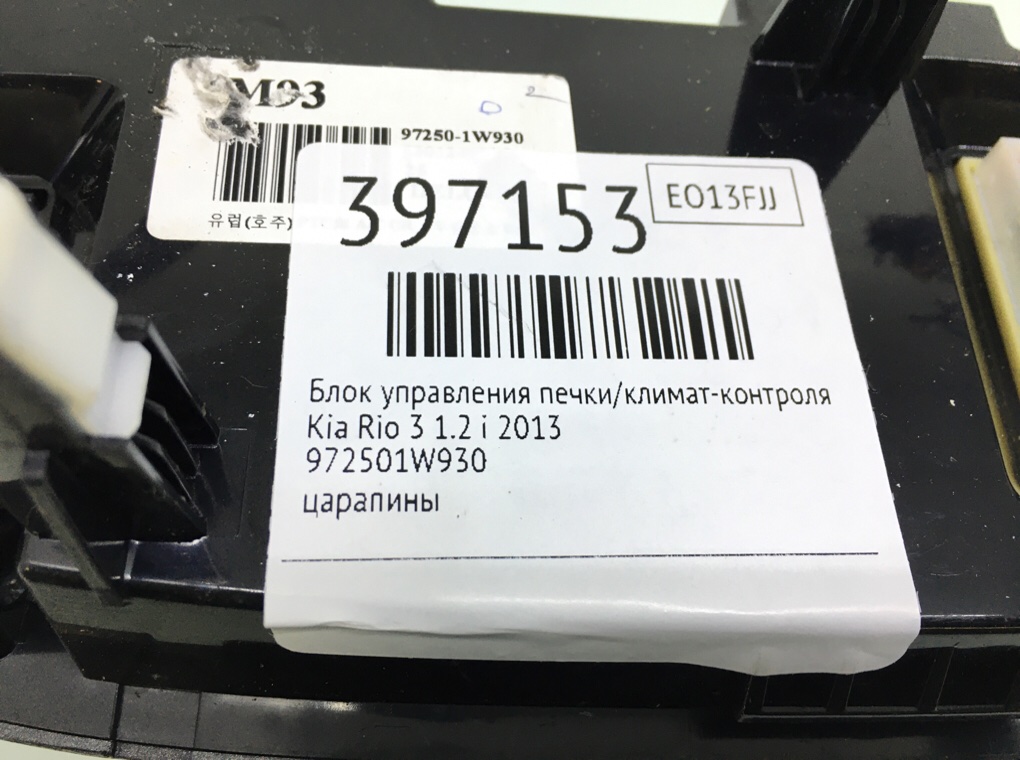 M93
97250-1W930
유럽(호주)
397153
EO13FJJ
Блок управления печки/климат-контроля
Kia Rio 3 1.2 i 2013
972501W930
царапины